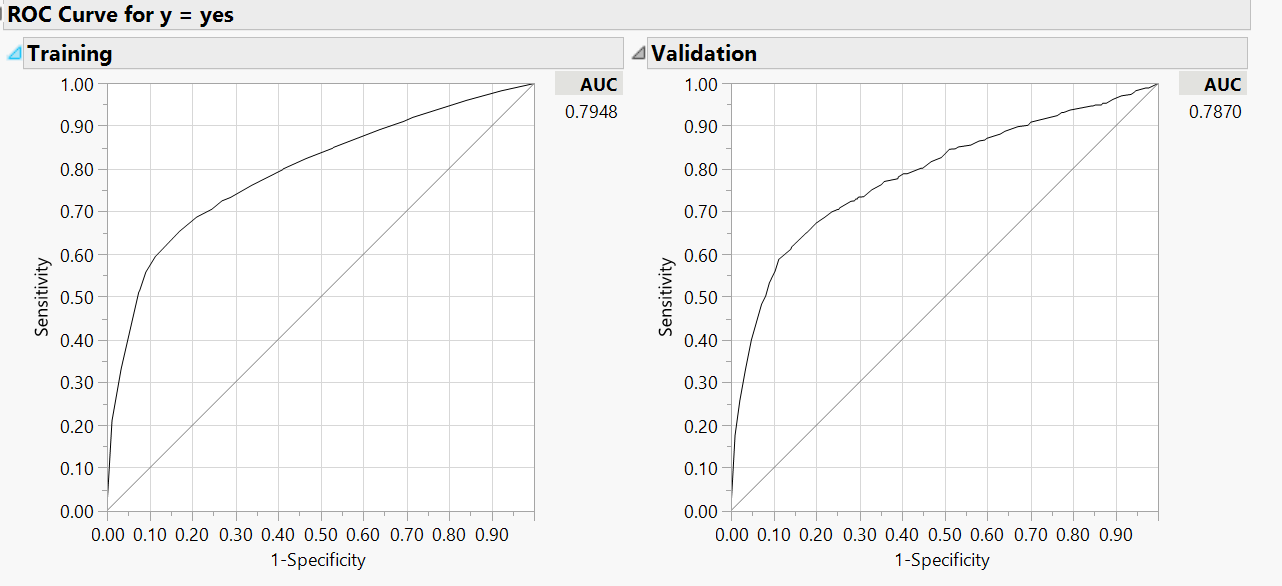 ROC Curve for y = yes
Training
AUC
0.7948
1.00
0.90
0.80
0.70
0.60
0.50
0.40
0.30
0.20
0.10
0.00
Sensitivity
0.00 0.10 0.20 0.30 0.40 0.50 0.60 0.70 0.80 0.90
1-Specificity
Validation
AUC
0.7870
1.00
0.90
0.80
0.70
0.60
0.50
0.40
0.30
0.20
0.10
0.00
Sensitivity
0.00 0.10 0.20 0.30 0.40 0.50 0.60 0.70 0.80 0.90
1-Specificity